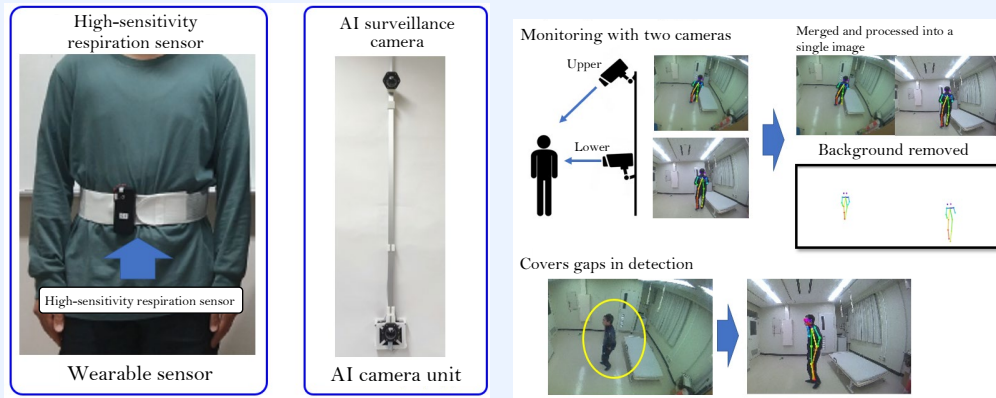 High-sensitivity
respiration sensor
High-sensitivity respiration sensor
Wearable sensor
AI surveillance
camera
AI camera unit
Monitoring with two cameras
Upper
Lower
Merged and processed into a
single image
Background removed
Covers gaps in detection